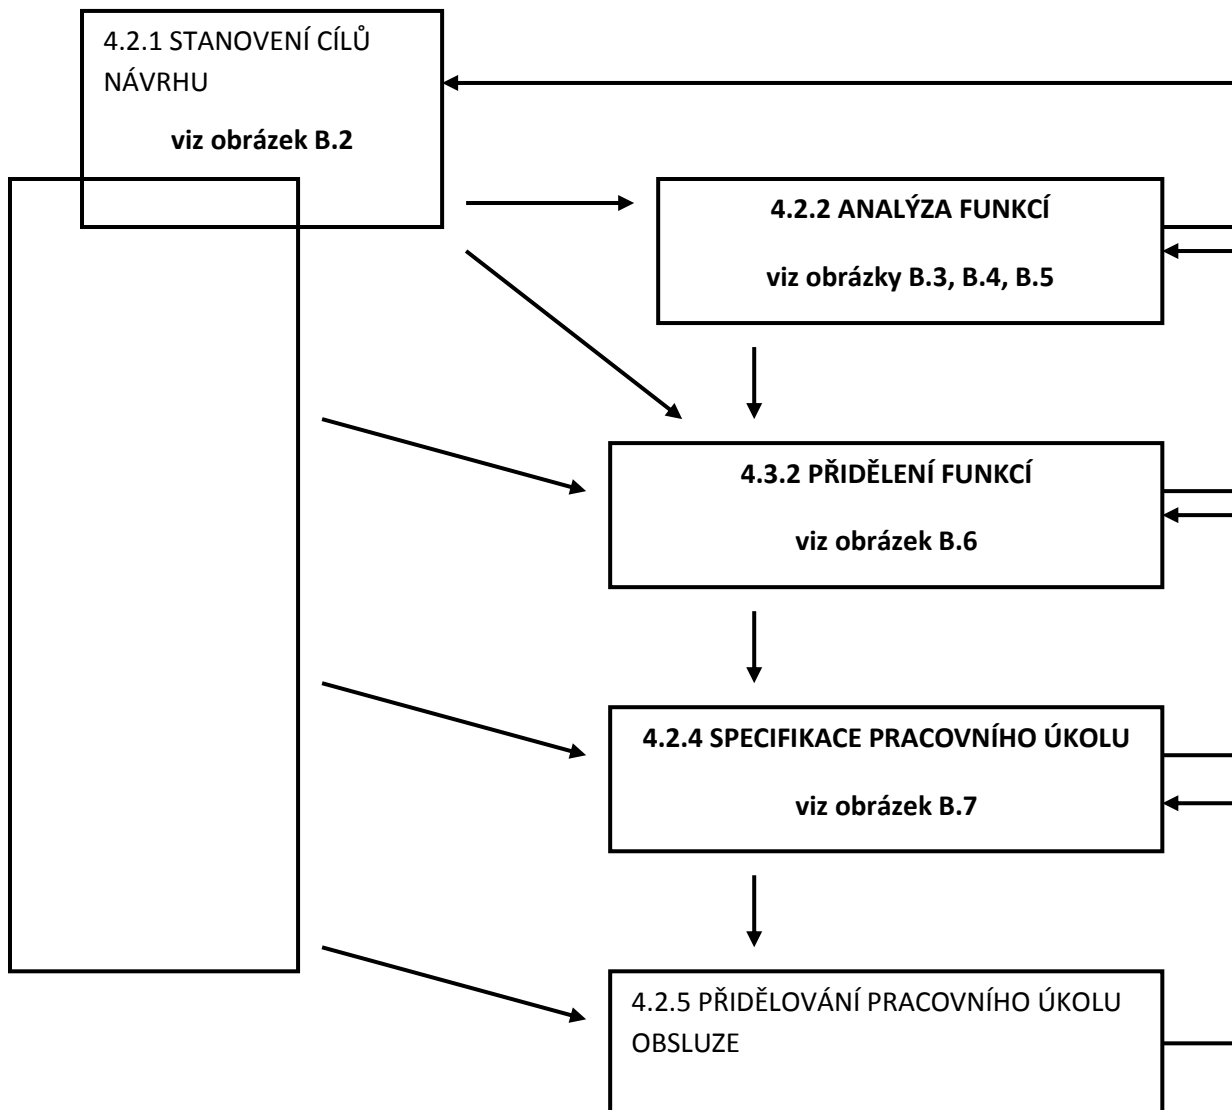 4.2.1 STANOVENÍ CÍLŮ
NÁVRHU
viz obrázek B.2
4.2.2 ANALÝZA FUNKCÍ
viz obrázky B.3, B.4, B.5
4.3.2 PŘIDĚLENÍ FUNKCÍ
viz obrázek B.6
4.2.4 SPECIFIKACE PRACOVNÍHO ÚKOLU
viz obrázek B.7
4.2.5 PŘIDĚLOVÁNÍ PRACOVNÍHO ÚKOLU
OBSLUZE